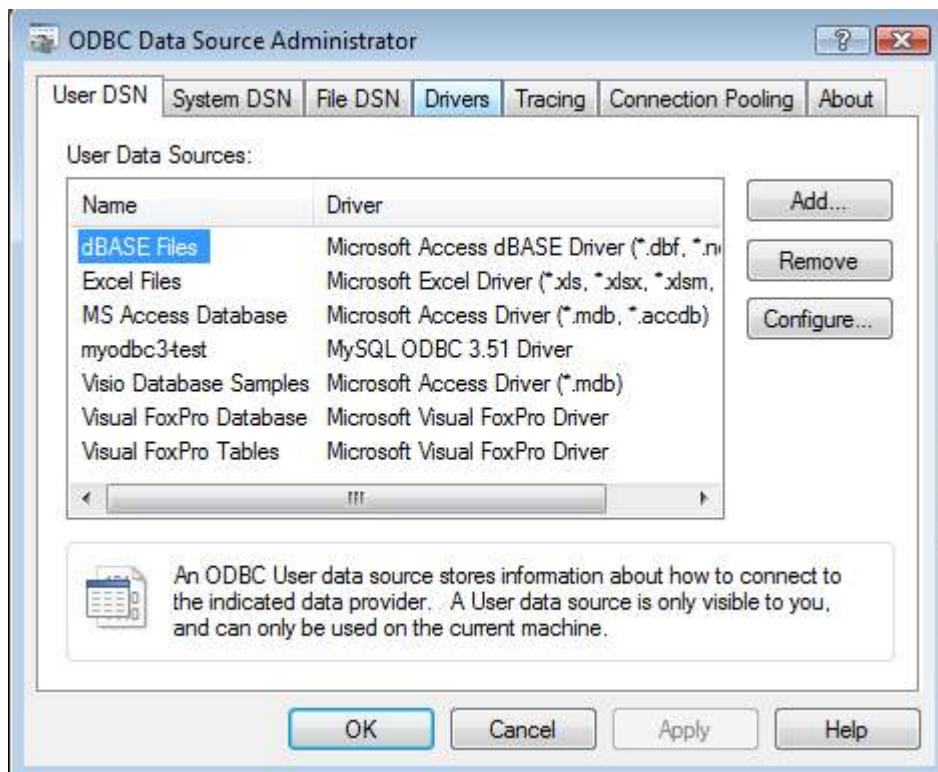 ODBC Data Source Administrator
User DSN System DSN File DSN Drivers Tracing Connection Pooling About
User Data Sources:
Name Driver
dBASE Files Microsoft Access dBASE Driver (*.dbf, *.n
Excel Files Microsoft Excel Driver (*.xls, *.xlsx, *.xlsm,
MS Access Database Microsoft Access Driver (*.mdb, *.accdb)
myodbc3-test MySQL ODBC 3.51 Driver
Visio Database Samples Microsoft Access Driver (*.mdb)
Visual FoxPro Database Microsoft Visual FoxPro Driver
Visual FoxPro Tables Microsoft Visual FoxPro Driver
Add...
Remove
Configure...
An ODBC User data source stores information about how to connect to
the indicated data provider. A User data source is only visible to you,
and can only be used on the current machine.
OK Cancel Apply Help